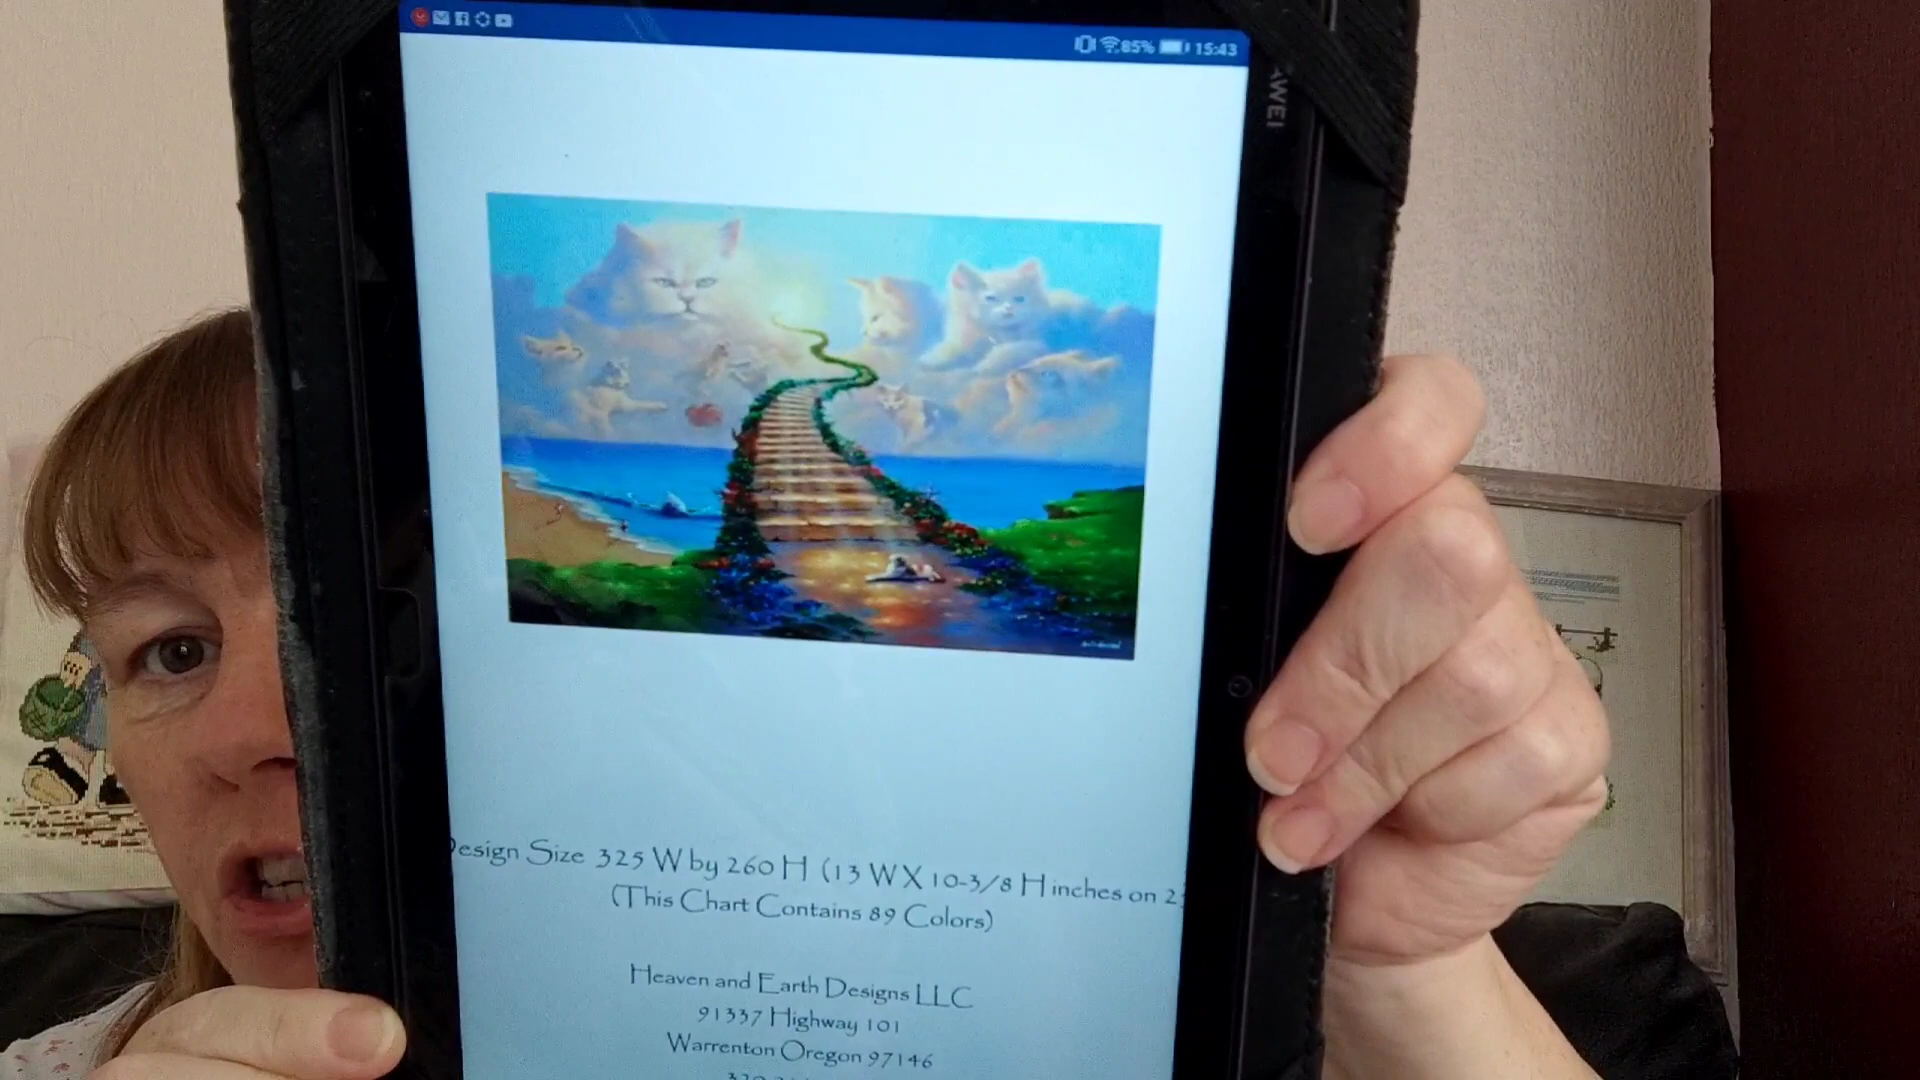 85% 15:43
Design Size 325 W by 260 H (13 W X 10-3/8 H inches on
(This Chart Contains 89 Colors)
Heaven and Earth Designs LLC
91337 Highway 101
Warrenton Oregon 97146